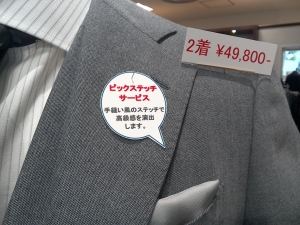 2着 ¥49,800-
ピックステッチ
サービス
手縫い風のステッチで
高級感を演出
します。